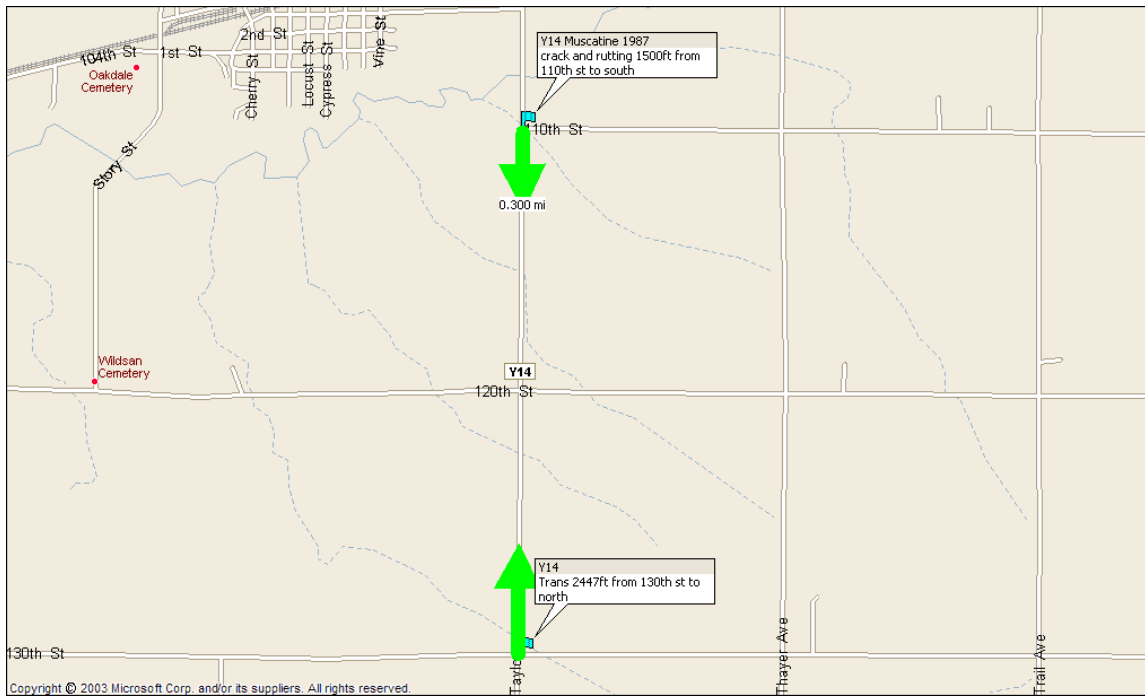 2nd St
104th St
1st St
Vine St
Oakdale
Cemetery
Cherry St
Locust St
Cypress St
Y14 Muscatine 1987
crack and rutting 1500ft from
110th st to south
110th St
Story St
0.300 mi
Wildsan
Cemetery
Y14
120th St
Y14
Trans 2447ft from 130th st to
north
130th St
Taylo
Thayer Ave
Trail Ave
Copyright © 2003 Microsoft Corp. and/or its suppliers. All rights reserved.